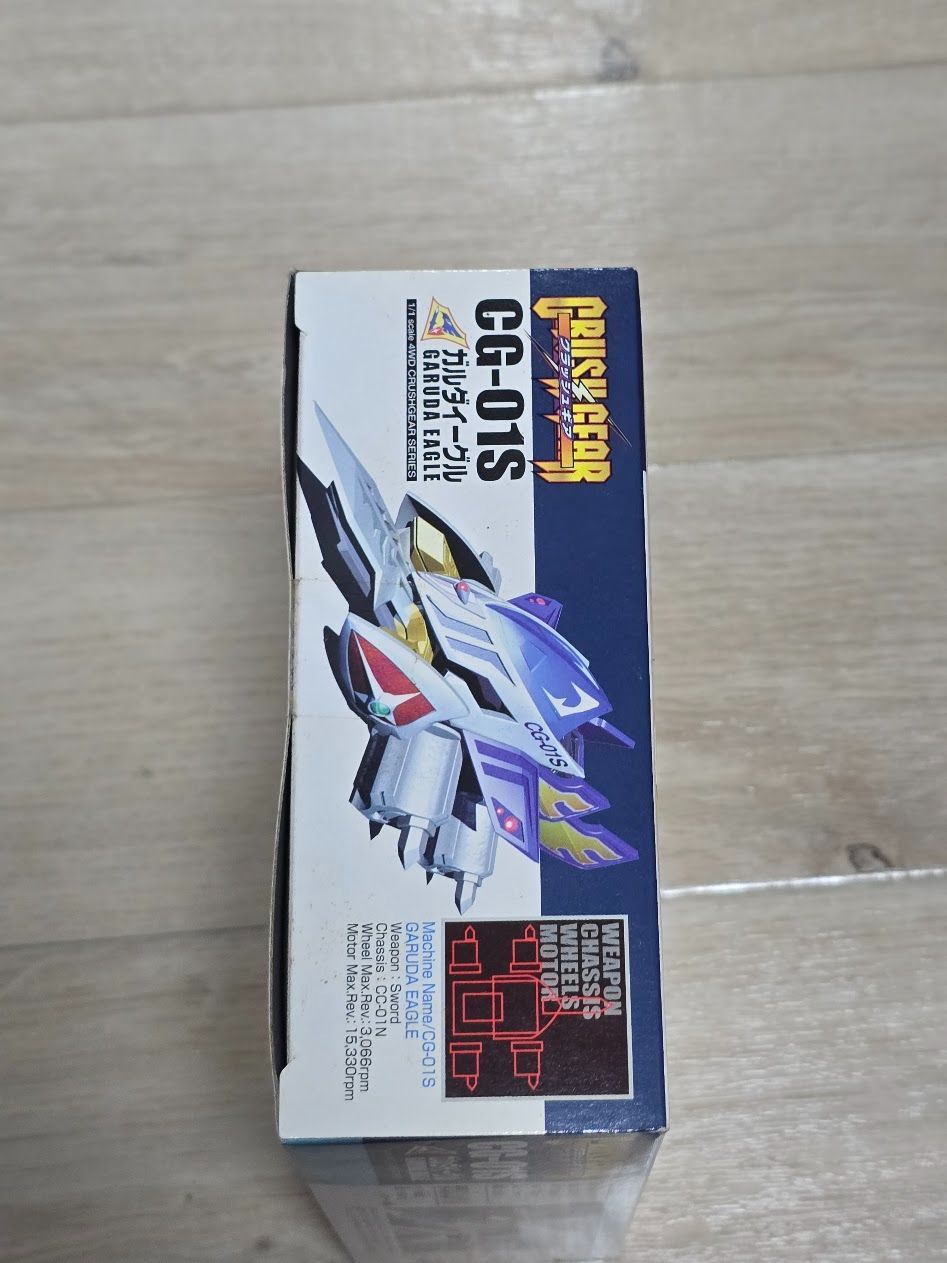 CRUSH GEAR
クラッシュギア
CG-01S
ガルダイーグル
GARUDA EAGLE
1/1 scale 4WD CRUSHGEAR SERIES
CG-01S
WEAPON
CHASSIS
WHEELS
MOTOR
Machine Name/CG-01S
GARUDA EAGLE
Weapon : Sword
Chassis : CC-01N
Wheel Max.Rev.: 3,066rpm
Motor Max.Rev.: 15,330rpm